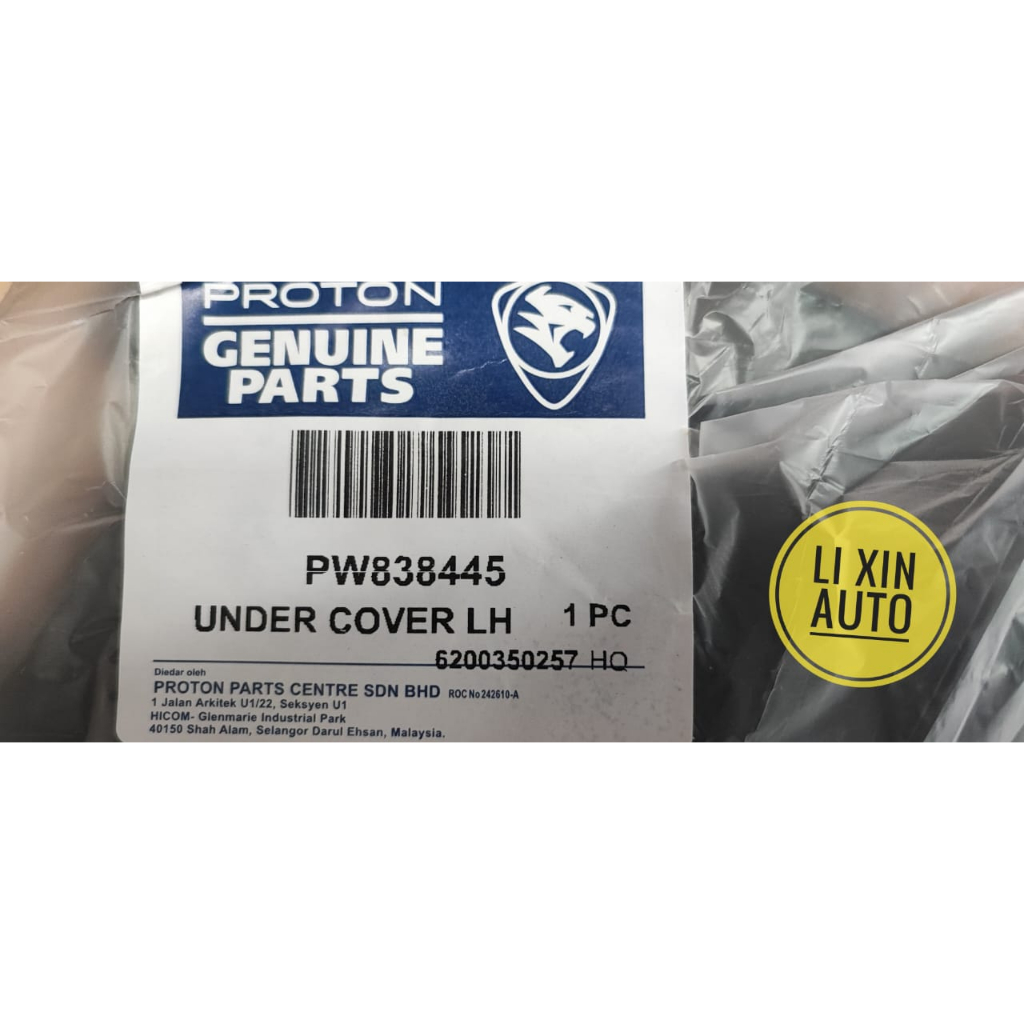 PROTON
GENUINE
PARTS
PW838445
UNDER COVER LH 1 PC
6200350257 HQ
Diedar oleh
PROTON PARTS CENTRE SDN BHD ROC No 242610-A
1 Jalan Arkitek U1/22, Seksyen U1
HICOM- Glenmarie Industrial Park
40150 Shah Alam, Selangor Darul Ehsan, Malaysia.
LI XIN
AUTO